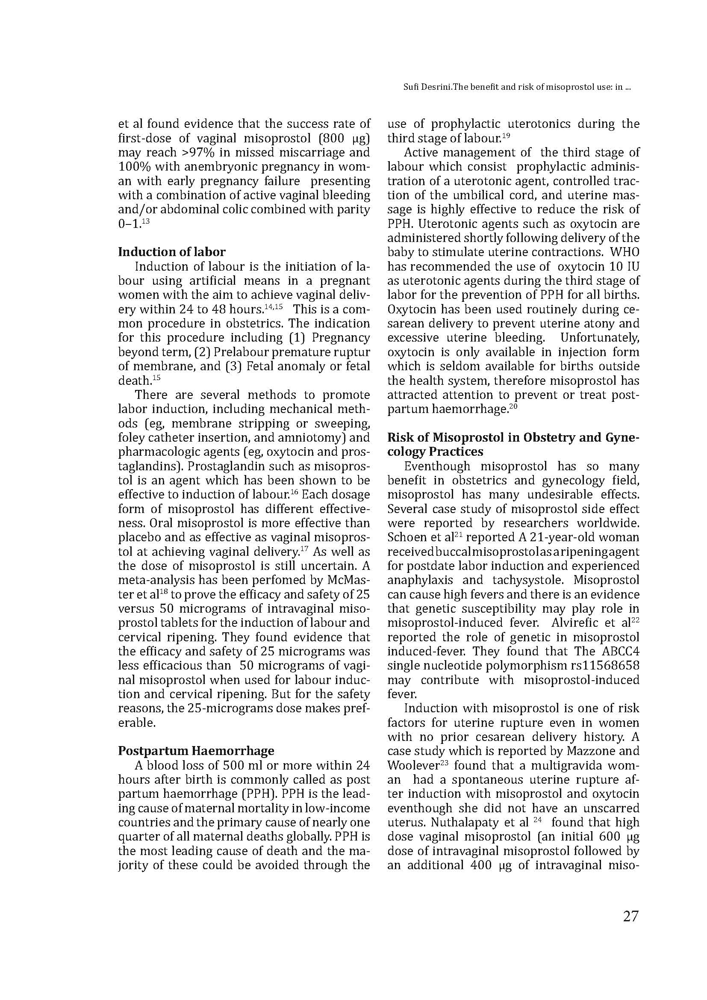 Sufi Desrini.The benefit and risk of misoprostol use: in ...
et al found evidence that the success rate of
first-dose of vaginal misoprostol (800 µg)
may reach >97% in missed miscarriage and
100% with anembryonic pregnancy in wom-
an with early pregnancy failure presenting
with a combination of active vaginal bleeding
and/or abdominal colic combined with parity
0–1.¹³
Induction of labor
Induction of labour is the initiation of la-
bour using artificial means in a pregnant
women with the aim to achieve vaginal deliv-
ery within 24 to 48 hours.¹⁴,¹⁵ This is a com-
mon procedure in obstetrics. The indication
for this procedure including (1) Pregnancy
beyond term, (2) Prelabour premature ruptur
of membrane, and (3) Fetal anomaly or fetal
death.¹⁵
There are several methods to promote
labor induction, including mechanical meth-
ods (eg, membrane stripping or sweeping,
foley catheter insertion, and amniotomy) and
pharmacologic agents (eg, oxytocin and pros-
taglandins). Prostaglandin such as misopros-
tol is an agent which has been shown to be
effective to induction of labour.¹⁶ Each dosage
form of misoprostol has different effective-
ness. Oral misoprostol is more effective than
placebo and as effective as vaginal misopros-
tol at achieving vaginal delivery.¹⁷ As well as
the dose of misoprostol is still uncertain. A
meta-analysis has been perfomed by McMas-
ter et al¹⁸ to prove the efficacy and safety of 25
versus 50 micrograms of intravaginal miso-
prostol tablets for the induction of labour and
cervical ripening. They found evidence that
the efficacy and safety of 25 micrograms was
less efficacious than 50 micrograms of vagi-
nal misoprostol when used for labour induc-
tion and cervical ripening. But for the safety
reasons, the 25-micrograms dose makes pref-
erable.
Postpartum Haemorrhage
A blood loss of 500 ml or more within 24
hours after birth is commonly called as post
partum haemorrhage (PPH). PPH is the lead-
ing cause of maternal mortality in low-income
countries and the primary cause of nearly one
quarter of all maternal deaths globally. PPH is
the most leading cause of death and the ma-
jority of these could be avoided through the
use of prophylactic uterotonics during the
third stage of labour.¹⁹
Active management of the third stage of
labour which consist prophylactic adminis-
tration of a uterotonic agent, controlled trac-
tion of the umbilical cord, and uterine mas-
sage is highly effective to reduce the risk of
PPH. Uterotonic agents such as oxytocin are
administered shortly following delivery of the
baby to stimulate uterine contractions. WHO
has recommended the use of oxytocin 10 IU
as uterotonic agents during the third stage of
labor for the prevention of PPH for all births.
Oxytocin has been used routinely during ce-
sarean delivery to prevent uterine atony and
excessive uterine bleeding. Unfortunately,
oxytocin is only available in injection form
which is seldom available for births outside
the health system, therefore misoprostol has
attracted attention to prevent or treat post-
partum haemorrhage.²⁰
Risk of Misoprostol in Obstetry and Gyne-
cology Practices
Eventhough misoprostol has so many
benefit in obstetrics and gynecology field,
misoprostol has many undesirable effects.
Several case study of misoprostol side effect
were reported by researchers worldwide.
Schoen et al²¹ reported A 21-year-old woman
received buccal misoprostol as a ripening agent
for postdate labor induction and experienced
anaphylaxis and tachysystole. Misoprostol
can cause high fevers and there is an evidence
that genetic susceptibility may play role in
misoprostol-induced fever. Alvirefic et al²²
reported the role of genetic in misoprostol
induced-fever. They found that The ABCC4
single nucleotide polymorphism rs11568658
may contribute with misoprostol-induced
fever.
Induction with misoprostol is one of risk
factors for uterine rupture even in women
with no prior cesarean delivery history. A
case study which is reported by Mazzone and
Woolever²³ found that a multigravida wom-
an had a spontaneous uterine rupture af-
ter induction with misoprostol and oxytocin
eventhough she did not have an unscarred
uterus. Nuthalapaty et al ²⁴ found that high
dose vaginal misoprostol (an initial 600 µg
dose of intravaginal misoprostol followed by
an additional 400 µg of intravaginal miso-
27